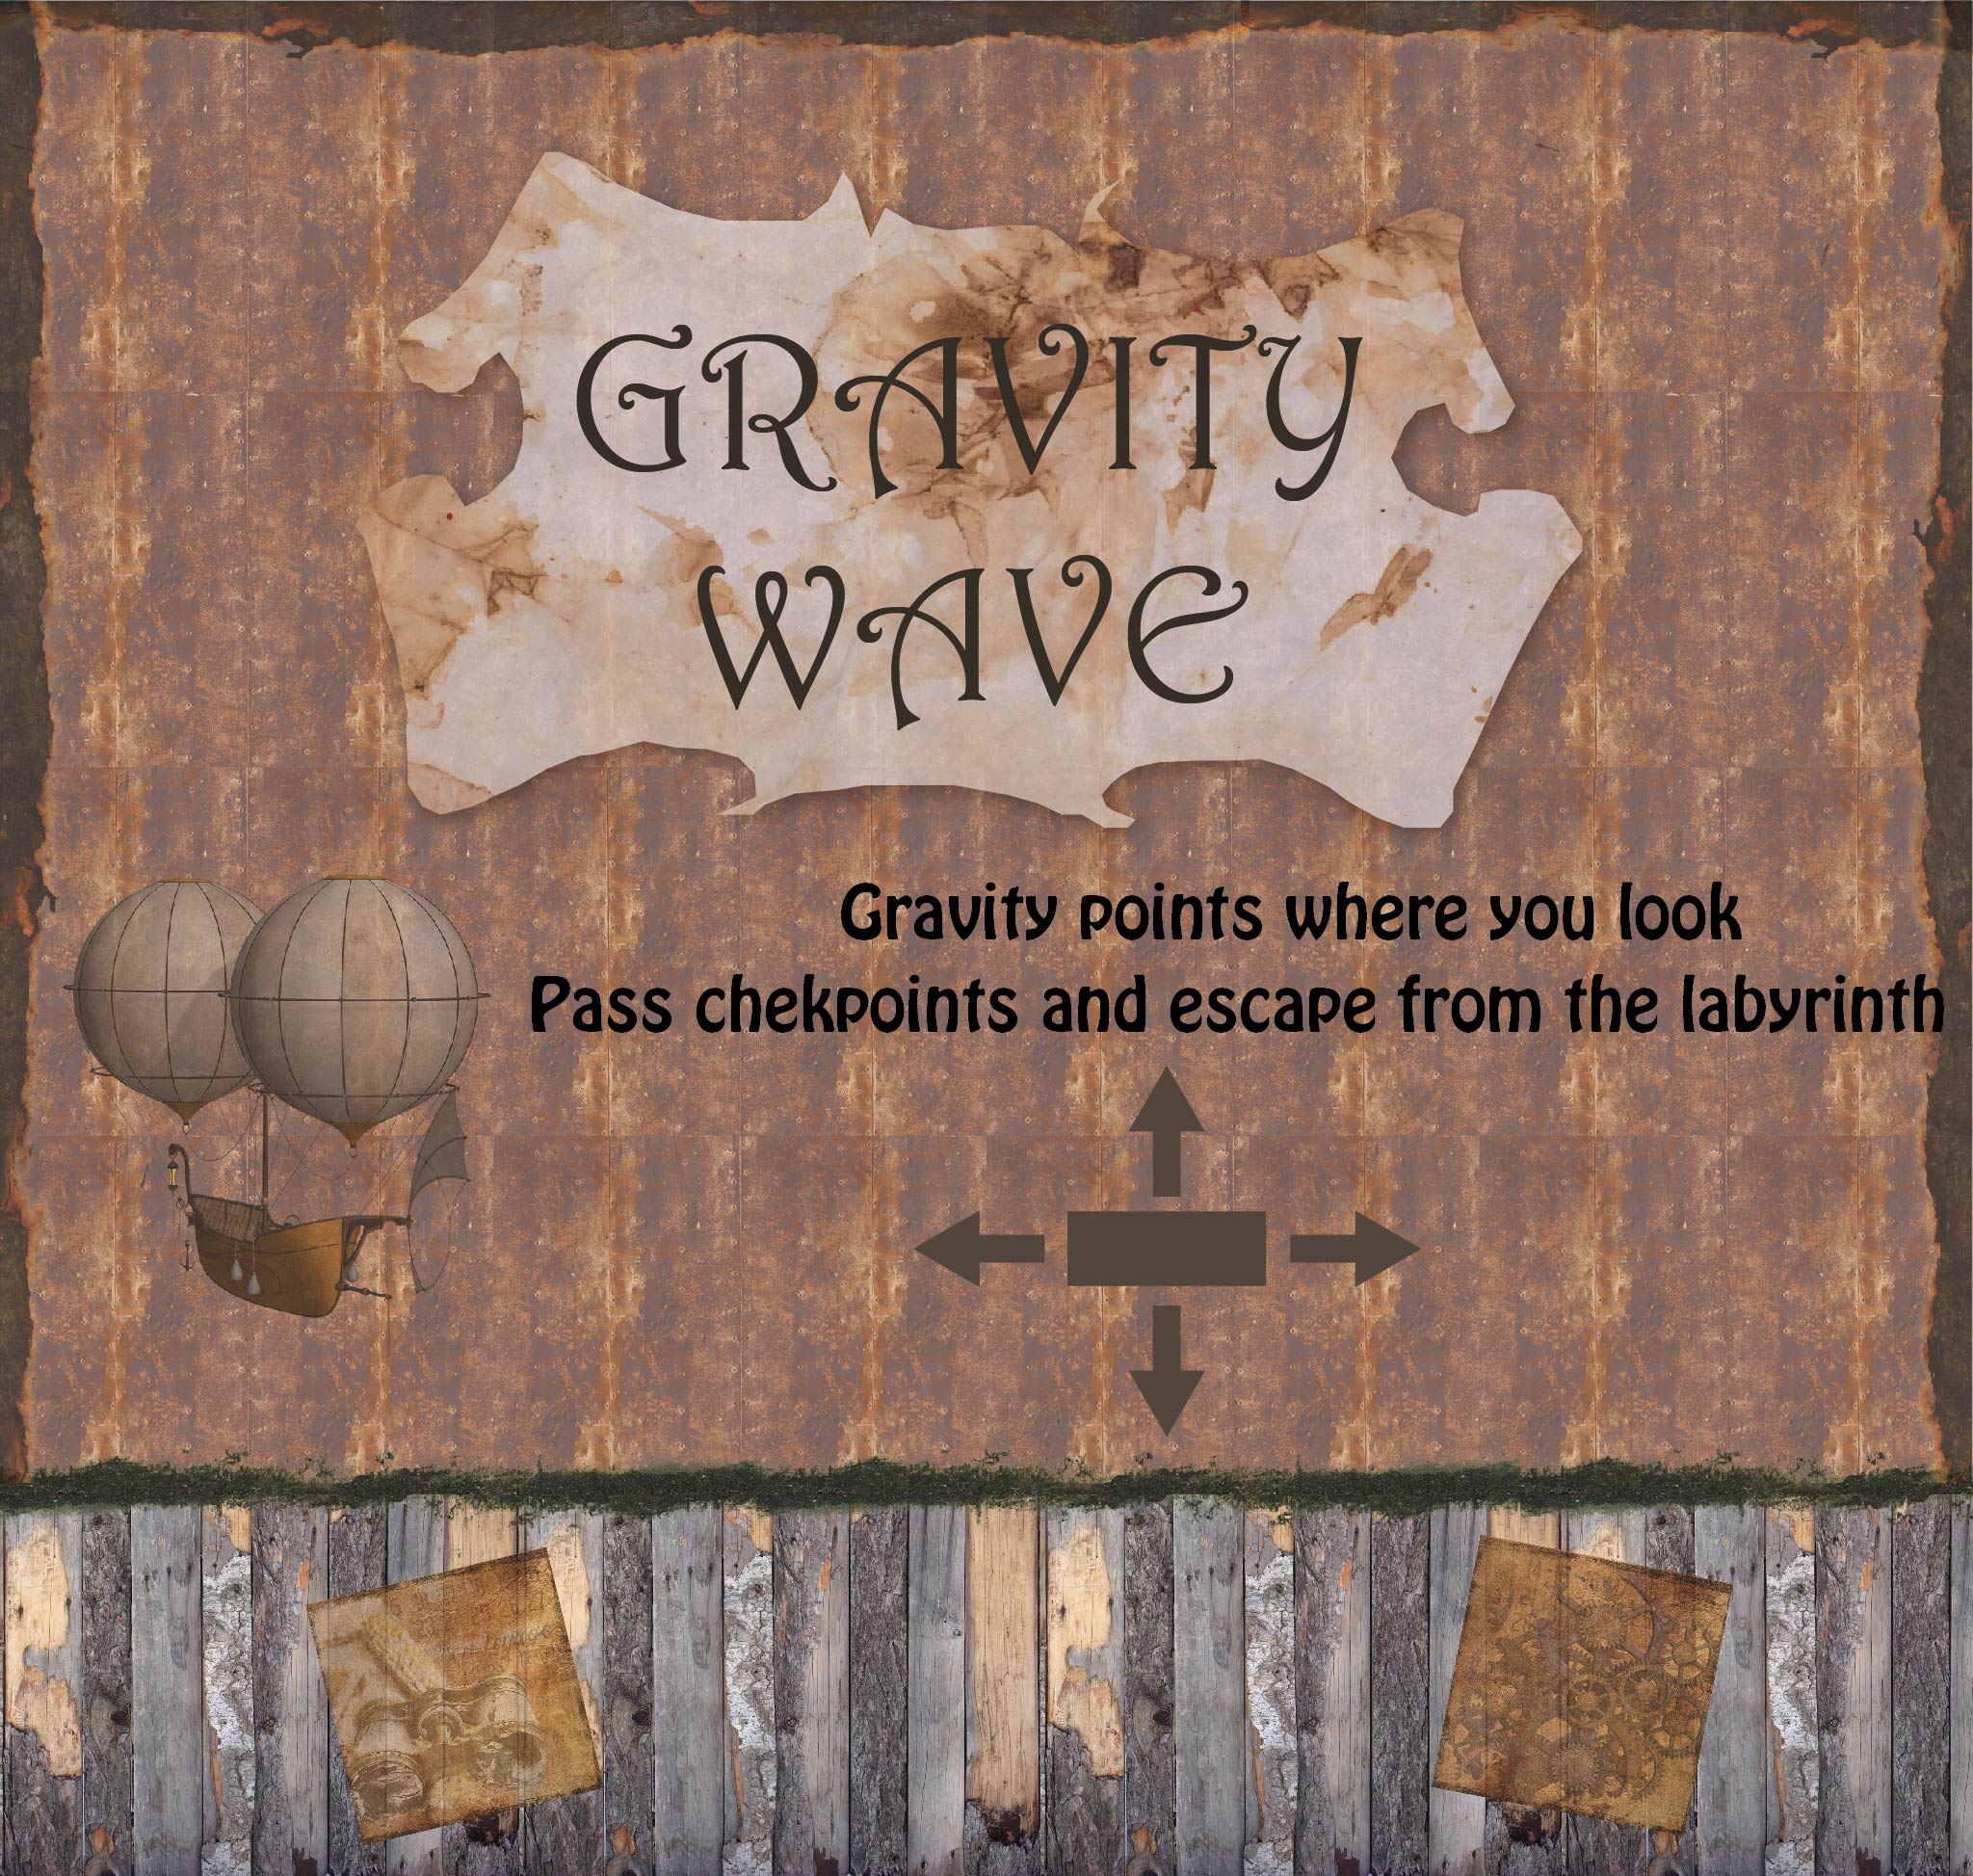 GRAVITY
WAVE
Gravity points where you look
Pass chekpoints and escape from the labyrinth